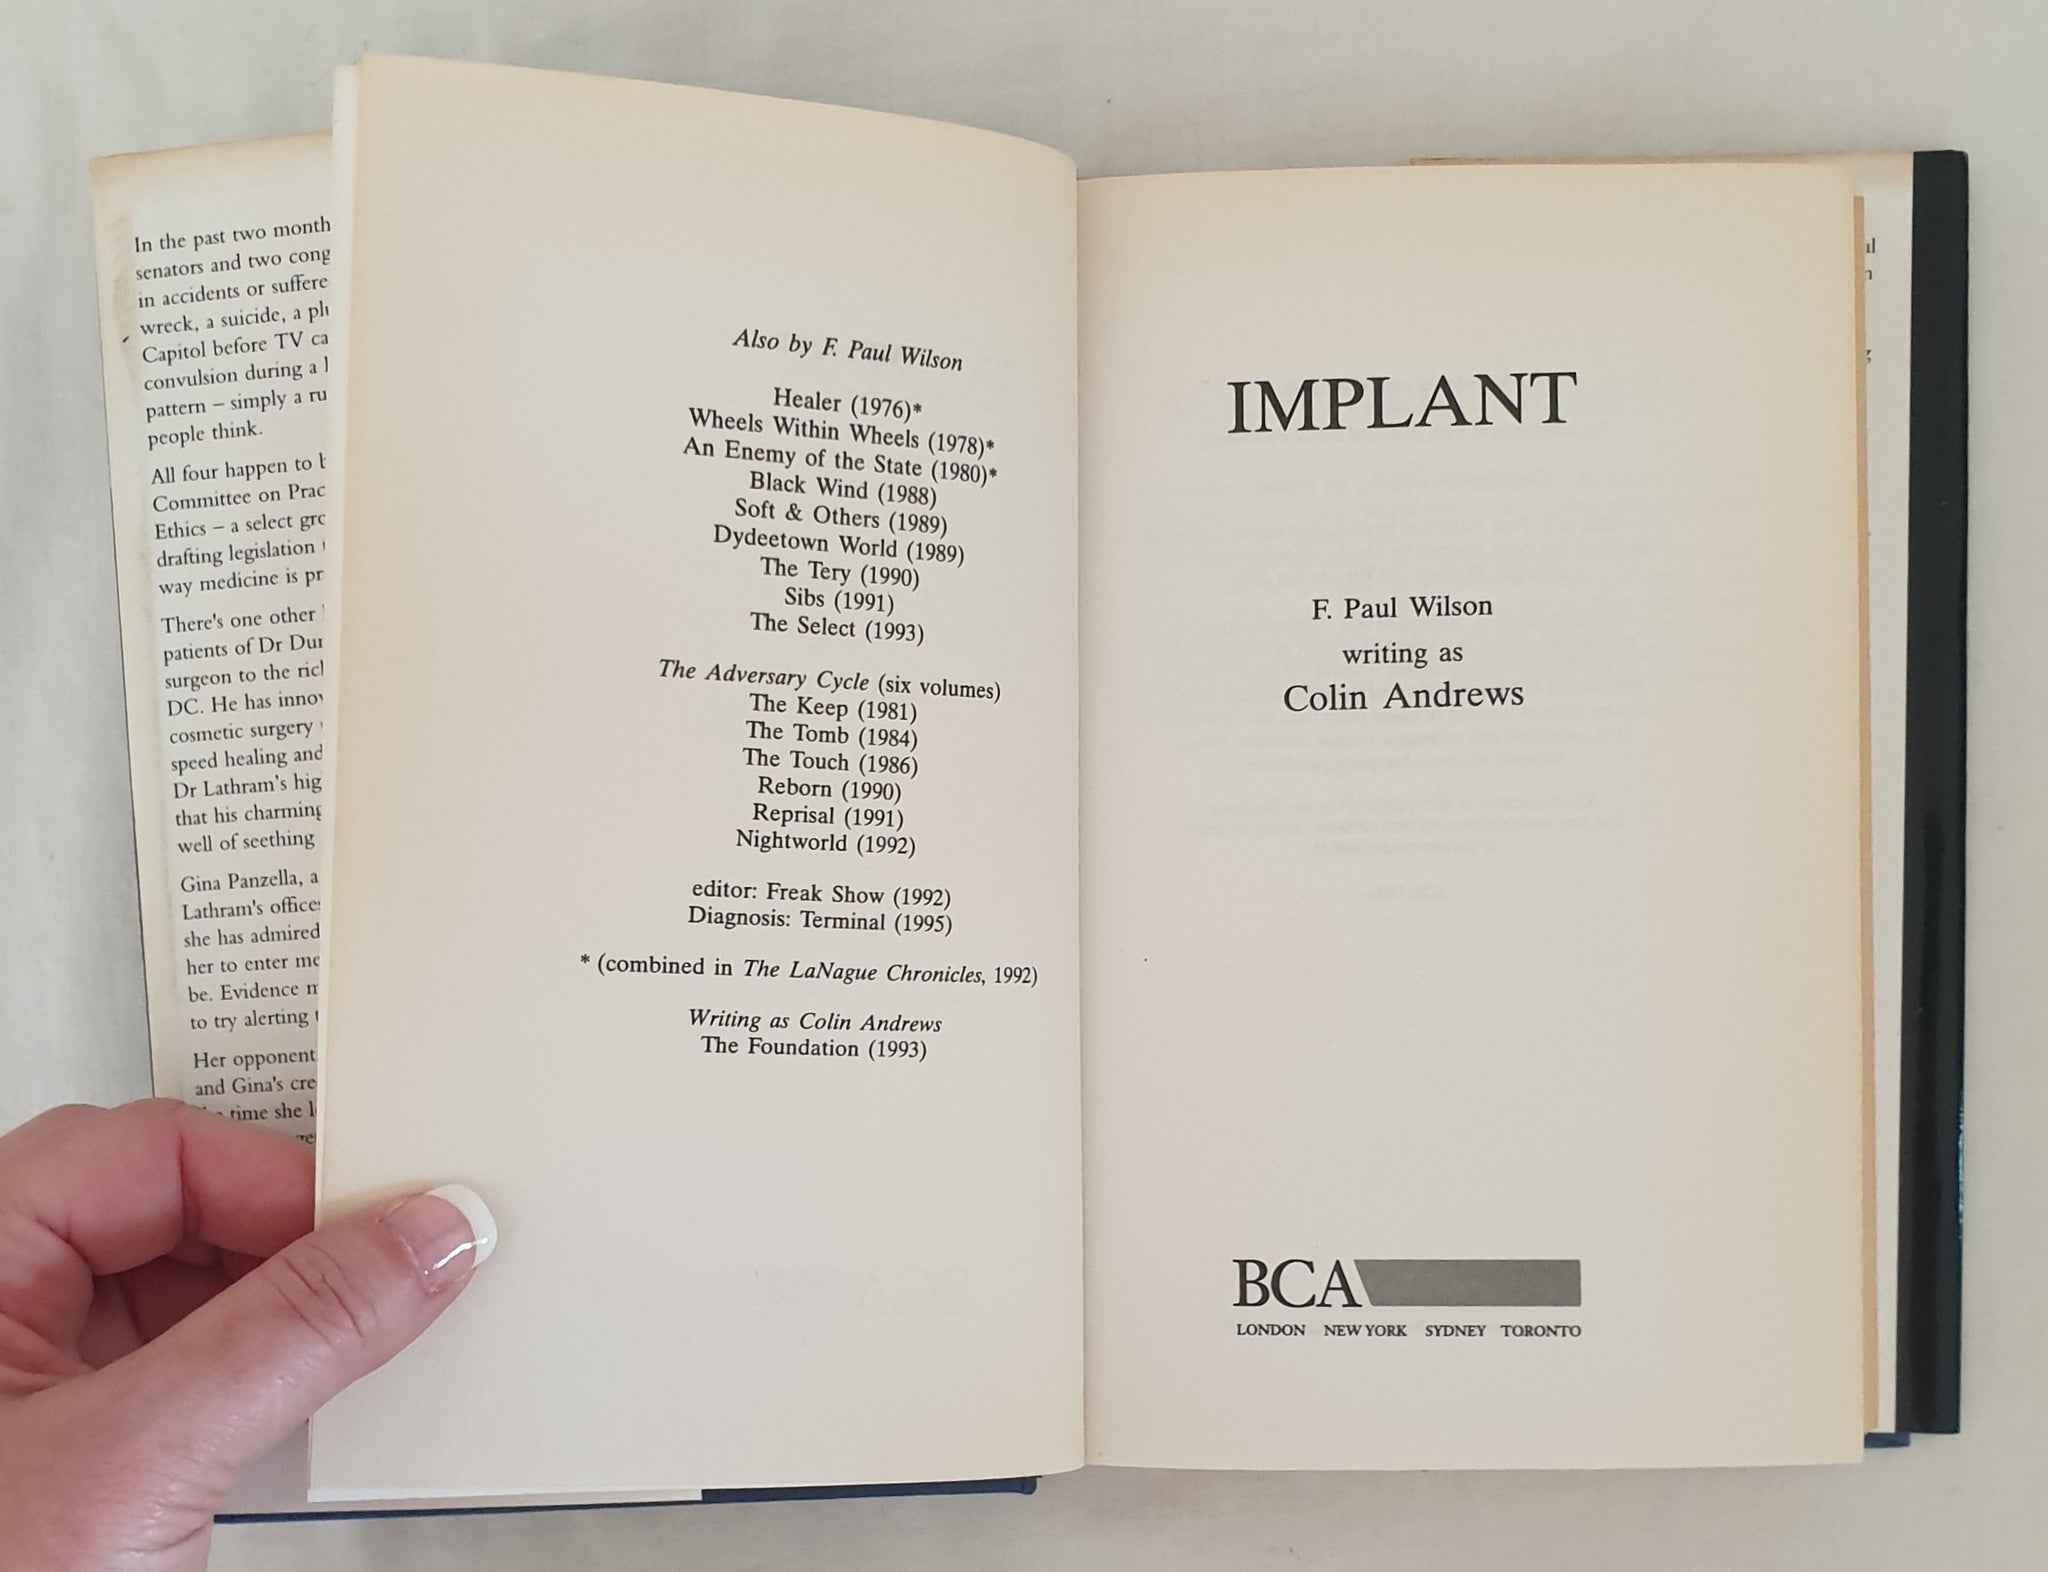 In the past two month
senators and two cong
in accidents or suffere
wreck, a suicide, a plu
Capitol before TV ca
convulsion during a l
pattern – simply a ru
people think.
All four happen to b
Committee on Prac
Ethics – a select gro
drafting legislation
way medicine is pr
There's one other
patients of Dr Dun
surgeon to the rich
DC. He has innov
cosmetic surgery
speed healing and
Dr Lathram's hig
that his charming
well of seething
Gina Panzella, a
Lathram's offices
she has admired
her to enter me
be. Evidence m
to try alerting t
Her opponent
and Gina's cre
time she l
Also by F. Paul Wilson
Healer (1976)*
Wheels Within Wheels (1978)*
An Enemy of the State (1980)*
Black Wind (1988)
Soft & Others (1989)
Dydeetown World (1989)
The Tery (1990)
Sibs (1991)
The Select (1993)
The Adversary Cycle (six volumes)
The Keep (1981)
The Tomb (1984)
The Touch (1986)
Reborn (1990)
Reprisal (1991)
Nightworld (1992)
editor: Freak Show (1992)
Diagnosis: Terminal (1995)
* (combined in The LaNague Chronicles, 1992)
Writing as Colin Andrews
The Foundation (1993)
IMPLANT
F. Paul Wilson
writing as
Colin Andrews
BCA
LONDON NEW YORK SYDNEY TORONTO